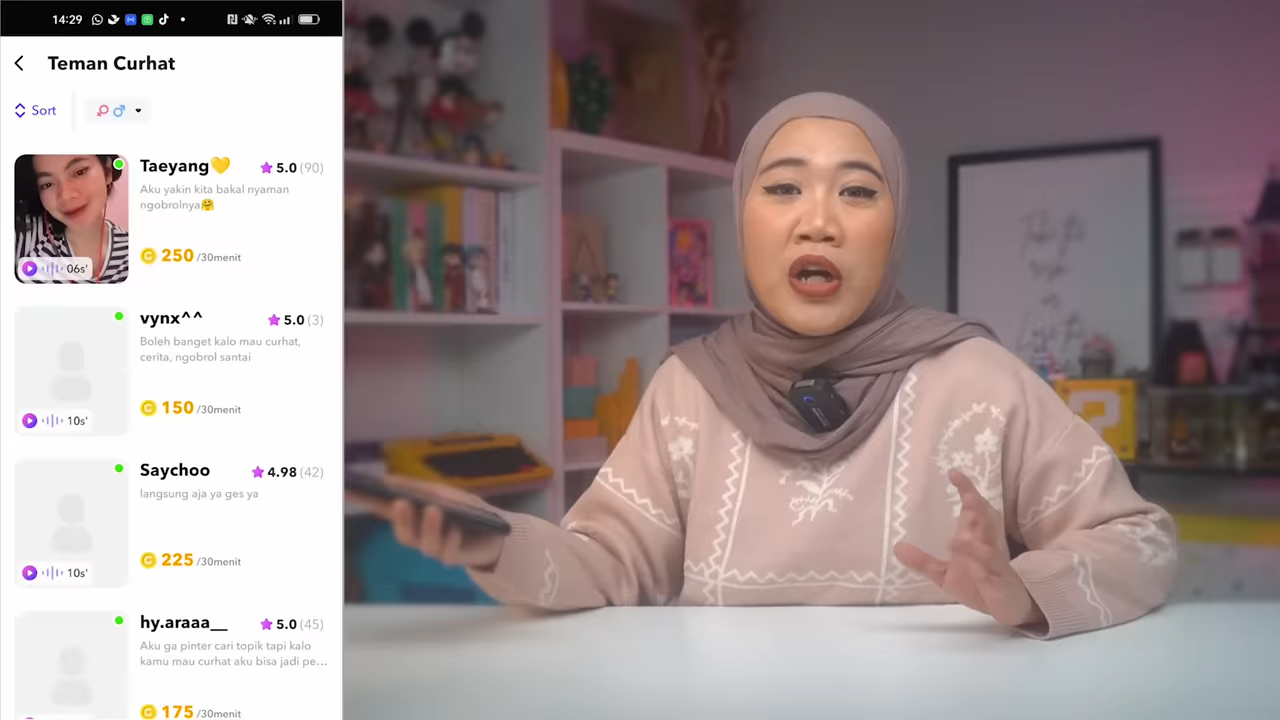 14:29
Teman Curhat
Sort
Taeyang💛
5.0 (90)
Aku yakin kita bakal nyaman
ngobrolnya🤗
250 /30menit
06s'
vynx^^
5.0 (3)
Boleh banget kalo mau curhat,
cerita, ngobrol santai
150 /30menit
10s'
Saychoo
4.98 (42)
langsung aja ya ges ya
225 /30menit
10s'
hy.araaa__
5.0 (45)
Aku ga pinter cari topik tapi kalo
kamu mau curhat aku bisa jadi pe...
175 /30menit